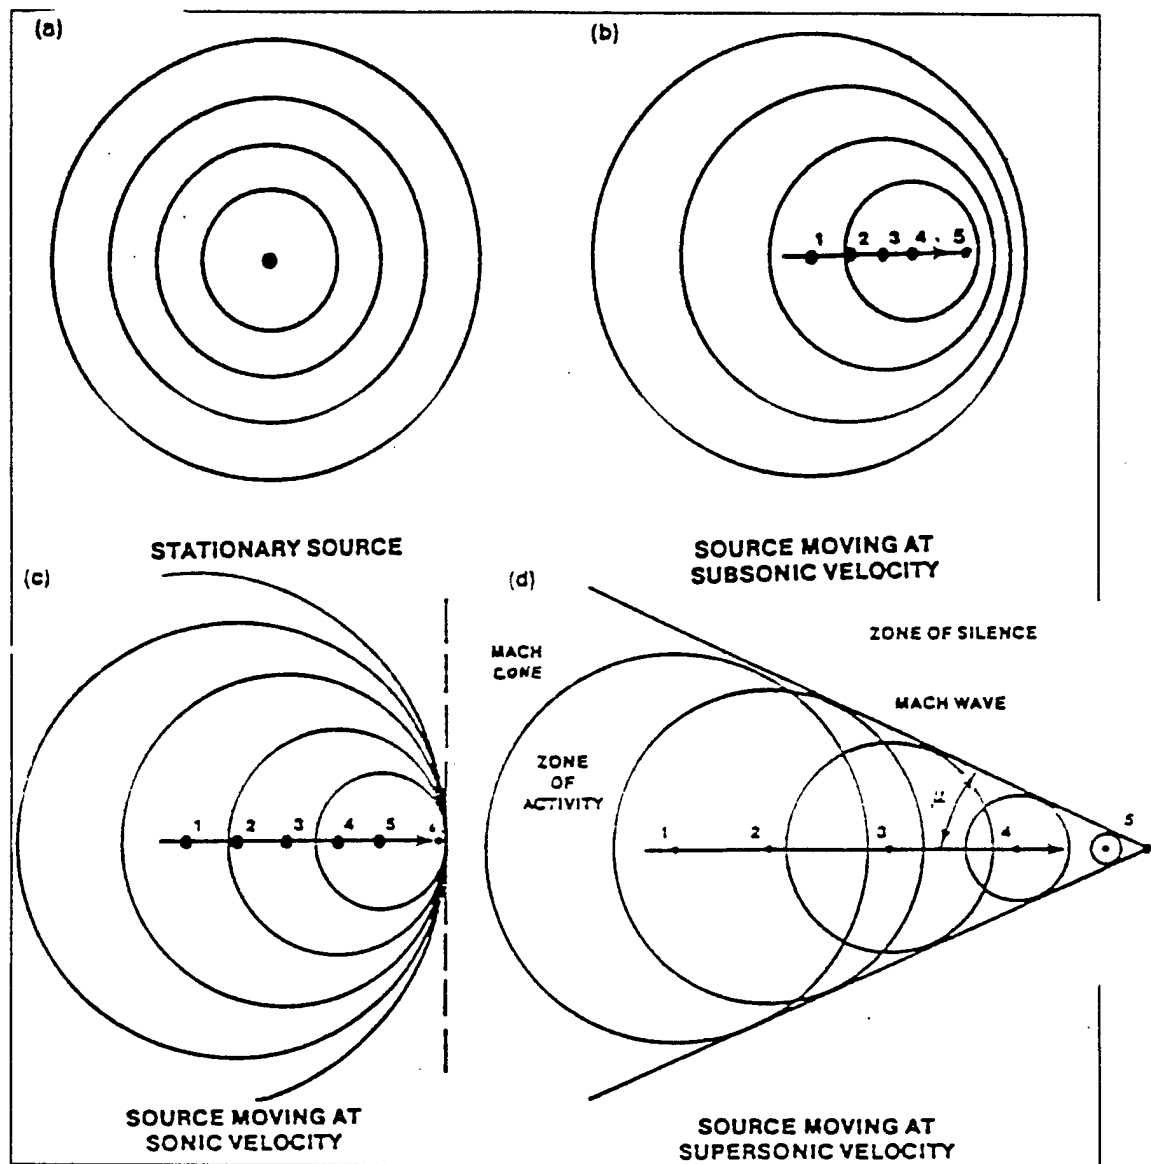 (a)
(b)
1 2 3 4 5
STATIONARY SOURCE
SOURCE MOVING AT
SUBSONIC VELOCITY
(c)
(d)
MACH
CONE
ZONE OF SILENCE
MACH WAVE
ZONE
OF
ACTIVITY
1 2 3 4 5
μ
1 2 3 4 5
SOURCE MOVING AT
SONIC VELOCITY
SOURCE MOVING AT
SUPERSONIC VELOCITY